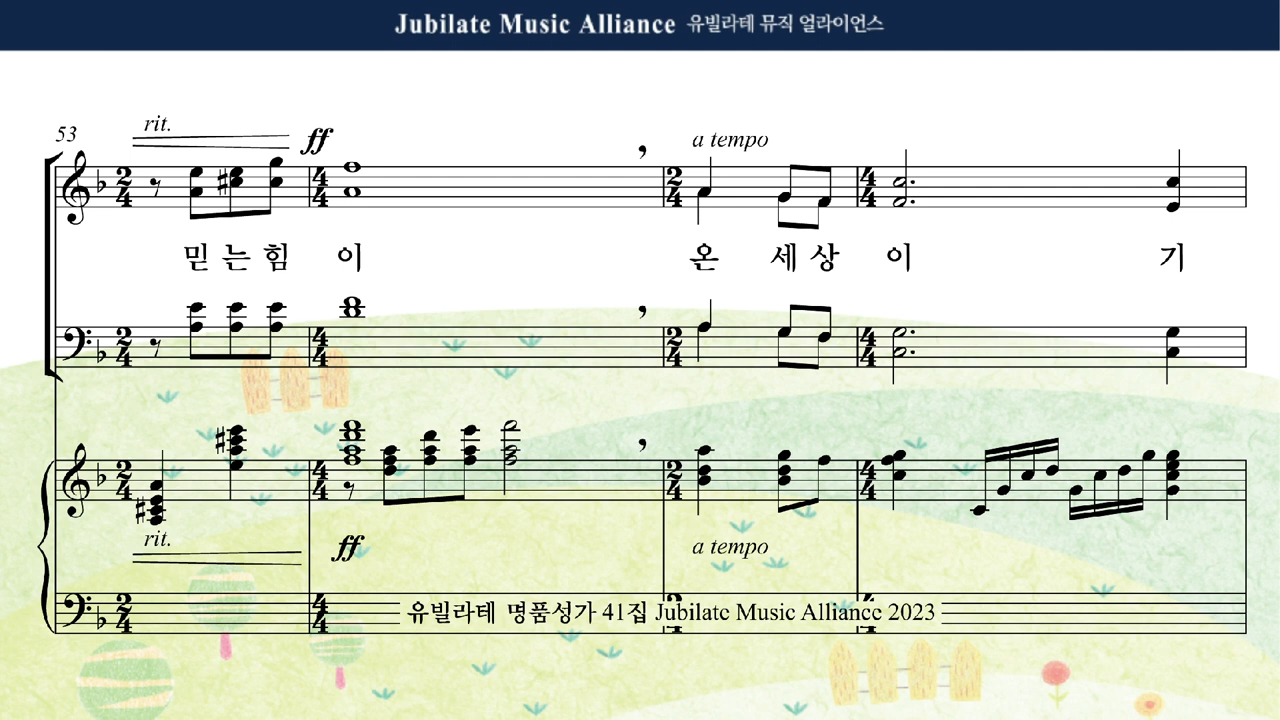 Jubilate Music Alliance 유빌라테 뮤직 얼라이언스
53
rit.
ff
a tempo
믿 는 힘 이 온 세 상 이 기
rit.
ff
a tempo
유빌라테 명품성가 41집 Jubilate Music Alliance 2023